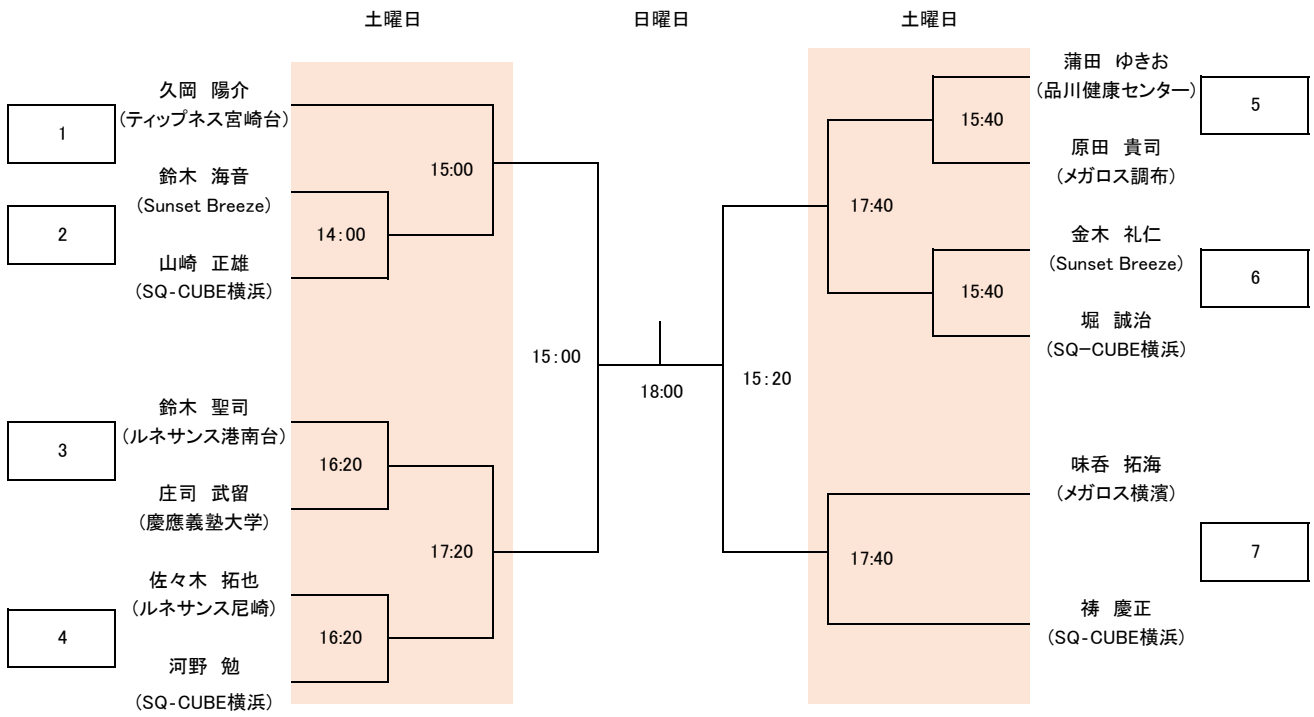 土曜日
日曜日
土曜日
1
久岡 陽介
(ティップネス宮崎台)
15:00
2
鈴木 海音
(Sunset Breeze)
14:00
山崎 正雄
(SQ-CUBE横浜)
15:00
3
鈴木 聖司
(ルネサンス港南台)
16:20
庄司 武留
(慶應義塾大学)
17:20
4
佐々木 拓也
(ルネサンス尼崎)
16:20
河野 勉
(SQ-CUBE横浜)
18:00
15:20
蒲田 ゆきお
(品川健康センター)
5
15:40
原田 貴司
(メガロス調布)
17:40
金木 礼仁
(Sunset Breeze)
6
15:40
堀 誠治
(SQ−CUBE横浜)
味呑 拓海
(メガロス横濱)
7
17:40
祷 慶正
(SQ-CUBE横浜)